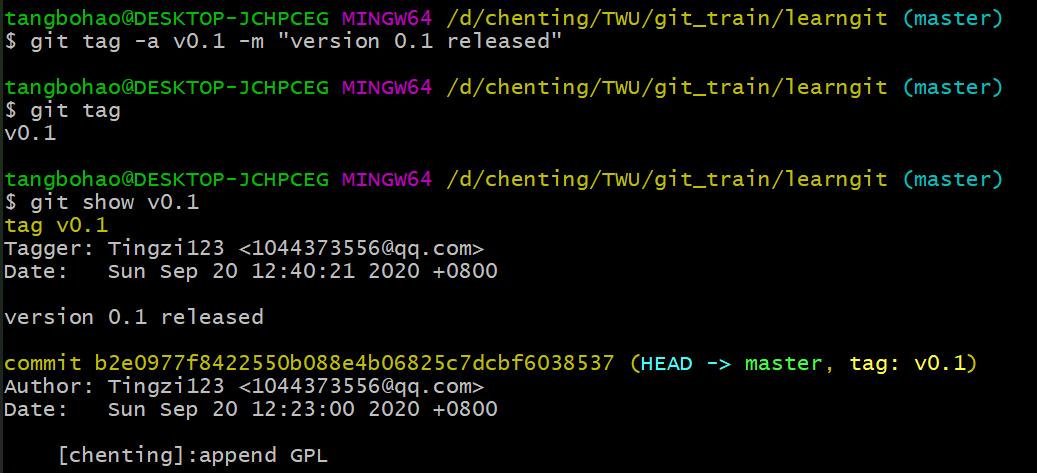 tangbohao@DESKTOP-JCHPCEG MINGW64 /d/chenting/TWU/git_train/learngit (master)
$ git tag -a v0.1 -m "version 0.1 released"
tangbohao@DESKTOP-JCHPCEG MINGW64 /d/chenting/TWU/git_train/learngit (master)
$ git tag
v0.1
tangbohao@DESKTOP-JCHPCEG MINGW64 /d/chenting/TWU/git_train/learngit (master)
$ git show v0.1
tag v0.1
Tagger: Tingzi123 <1044373556@qq.com>
Date:   Sun Sep 20 12:40:21 2020 +0800
version 0.1 released
commit b2e0977f8422550b088e4b06825c7dcbf6038537 (HEAD -> master, tag: v0.1)
Author: Tingzi123 <1044373556@qq.com>
Date:   Sun Sep 20 12:23:00 2020 +0800
    [chenting]:append GPL